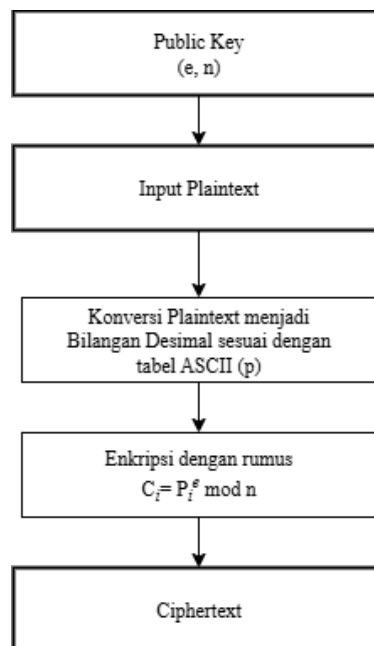 Public Key
(e, n)
Input Plaintext
Konversi Plaintext menjadi
Bilangan Desimal sesuai dengan
tabel ASCII (p)
Enkripsi dengan rumus
Cᵢ= Pᵢᵉ mod n
Ciphertext